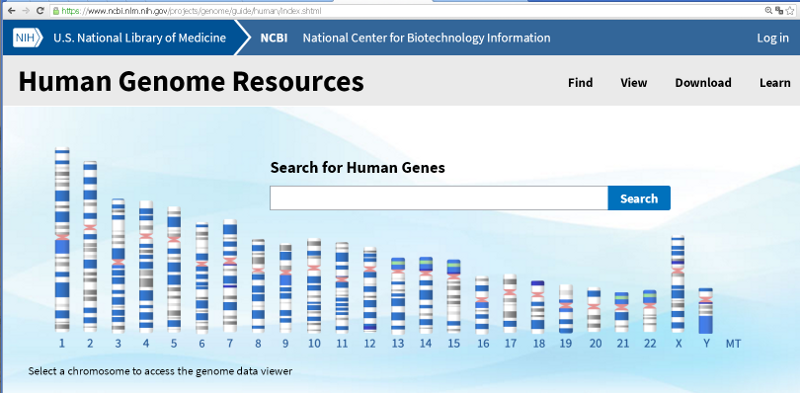 https://www.ncbi.nlm.nih.gov/projects/genome/guide/human/index.shtml
NIH U.S. National Library of Medicine NCBI National Center for Biotechnology Information Log in
Human Genome Resources Find View Download Learn
Search for Human Genes
Search
1 2 3 4 5 6 7 8 9 10 11 12 13 14 15 16 17 18 19 20 21 22 X Y MT
Select a chromosome to access the genome data viewer